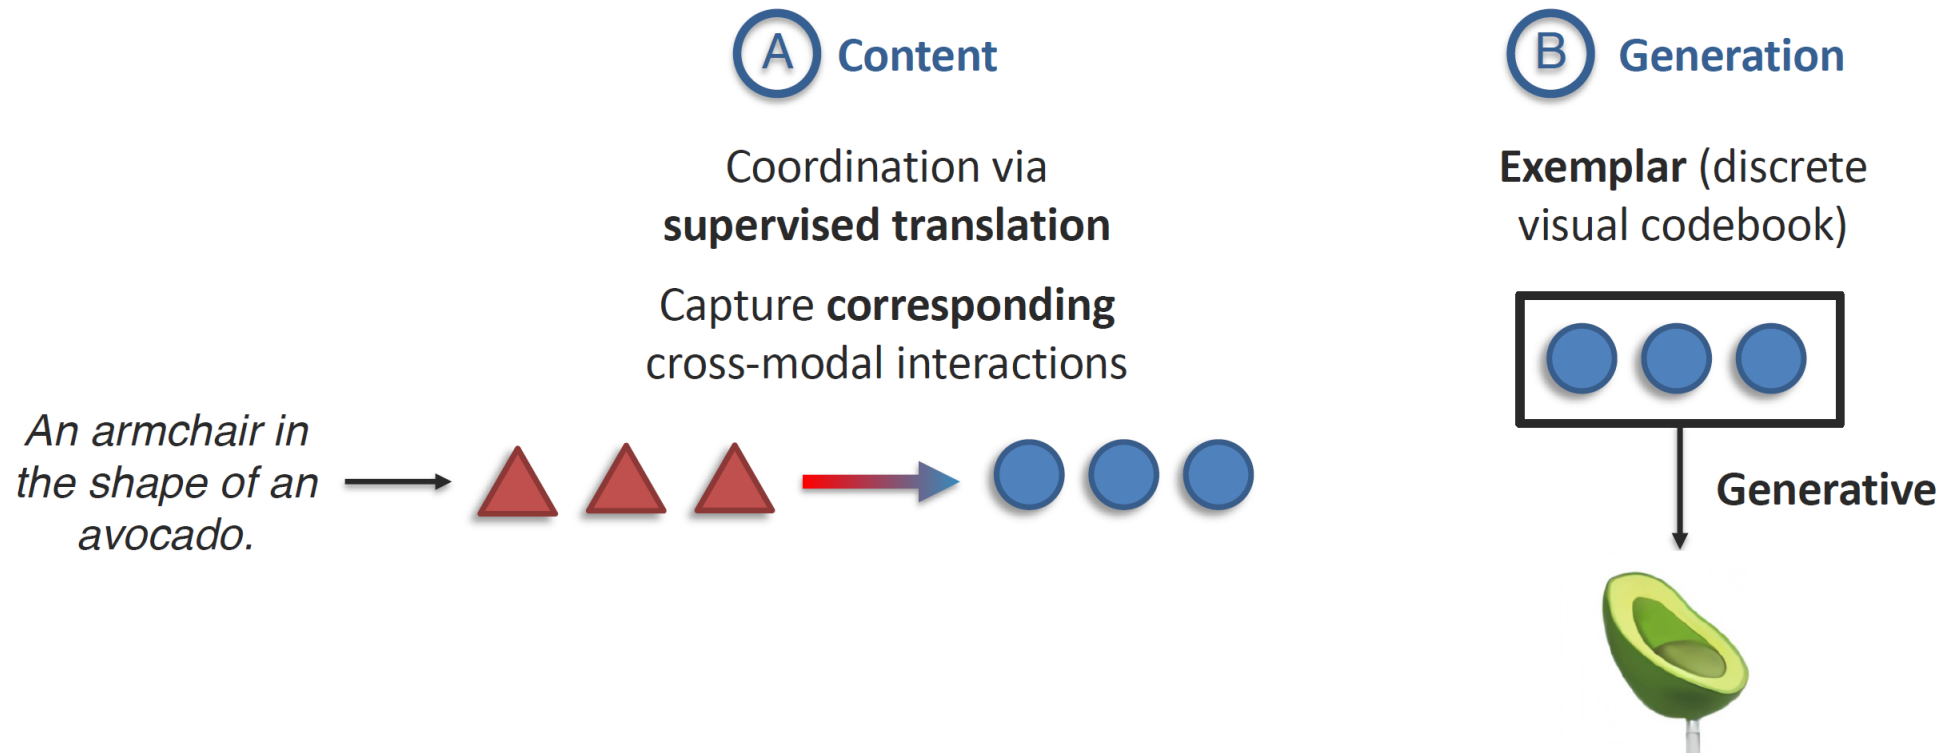 A Content
Coordination via
supervised translation
Capture corresponding
cross-modal interactions
An armchair in
the shape of an
avocado.
B Generation
Exemplar (discrete
visual codebook)
Generative